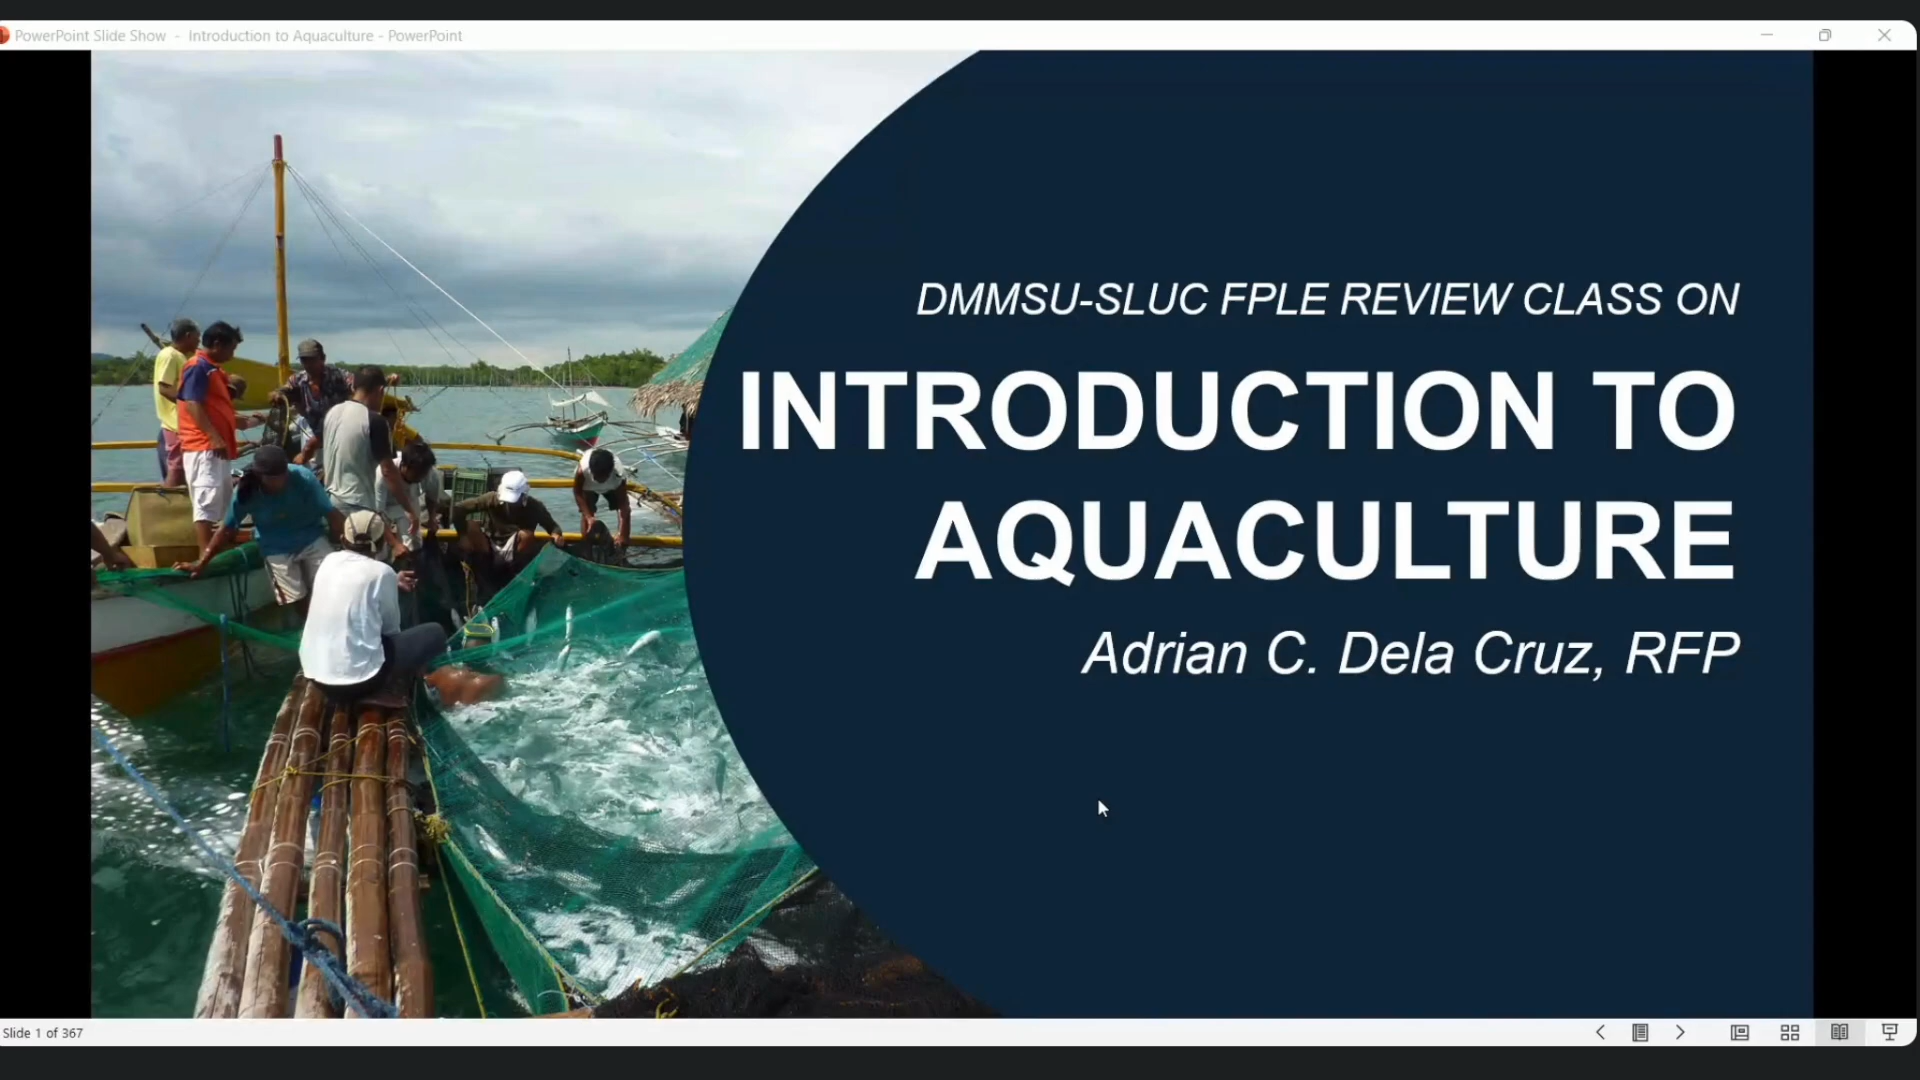 PowerPoint Slide Show - Introduction to Aquaculture - PowerPoint
DMMSU-SLUC FPLE REVIEW CLASS ON
INTRODUCTION TO
AQUACULTURE
Adrian C. Dela Cruz, RFP
Slide 1 of 367